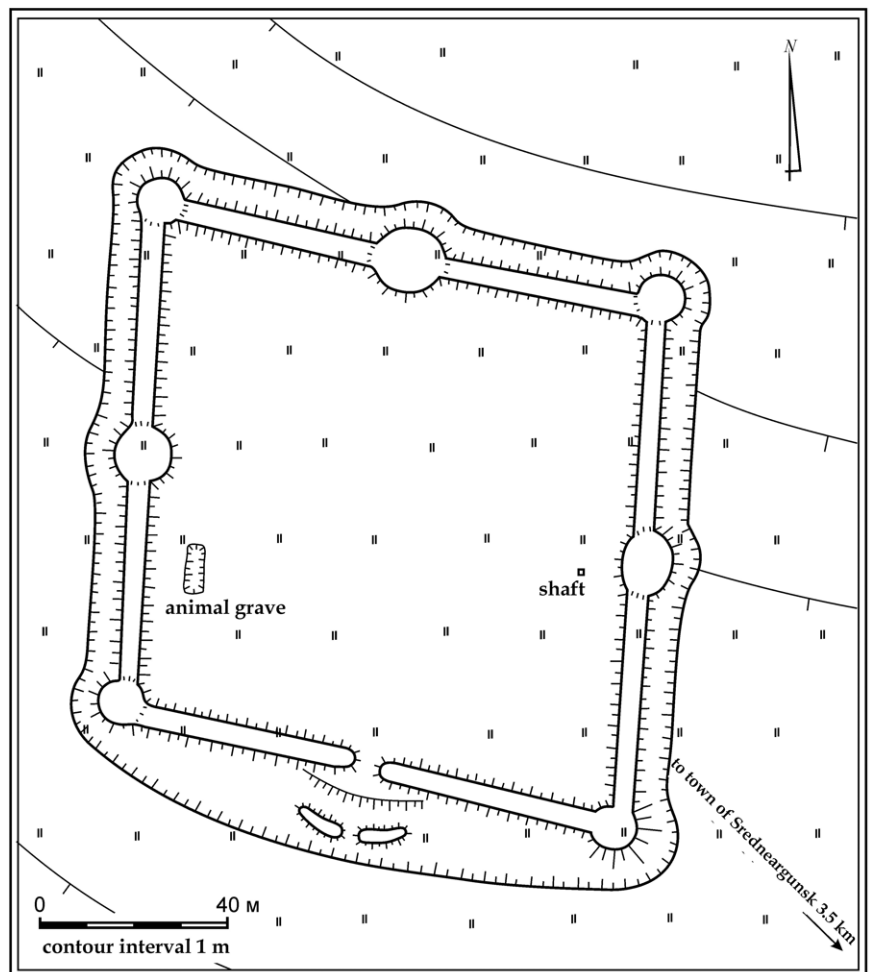 N
animal grave
shaft
to town of Sredneargunsk 3.5 km
0 40 м
contour interval 1 m